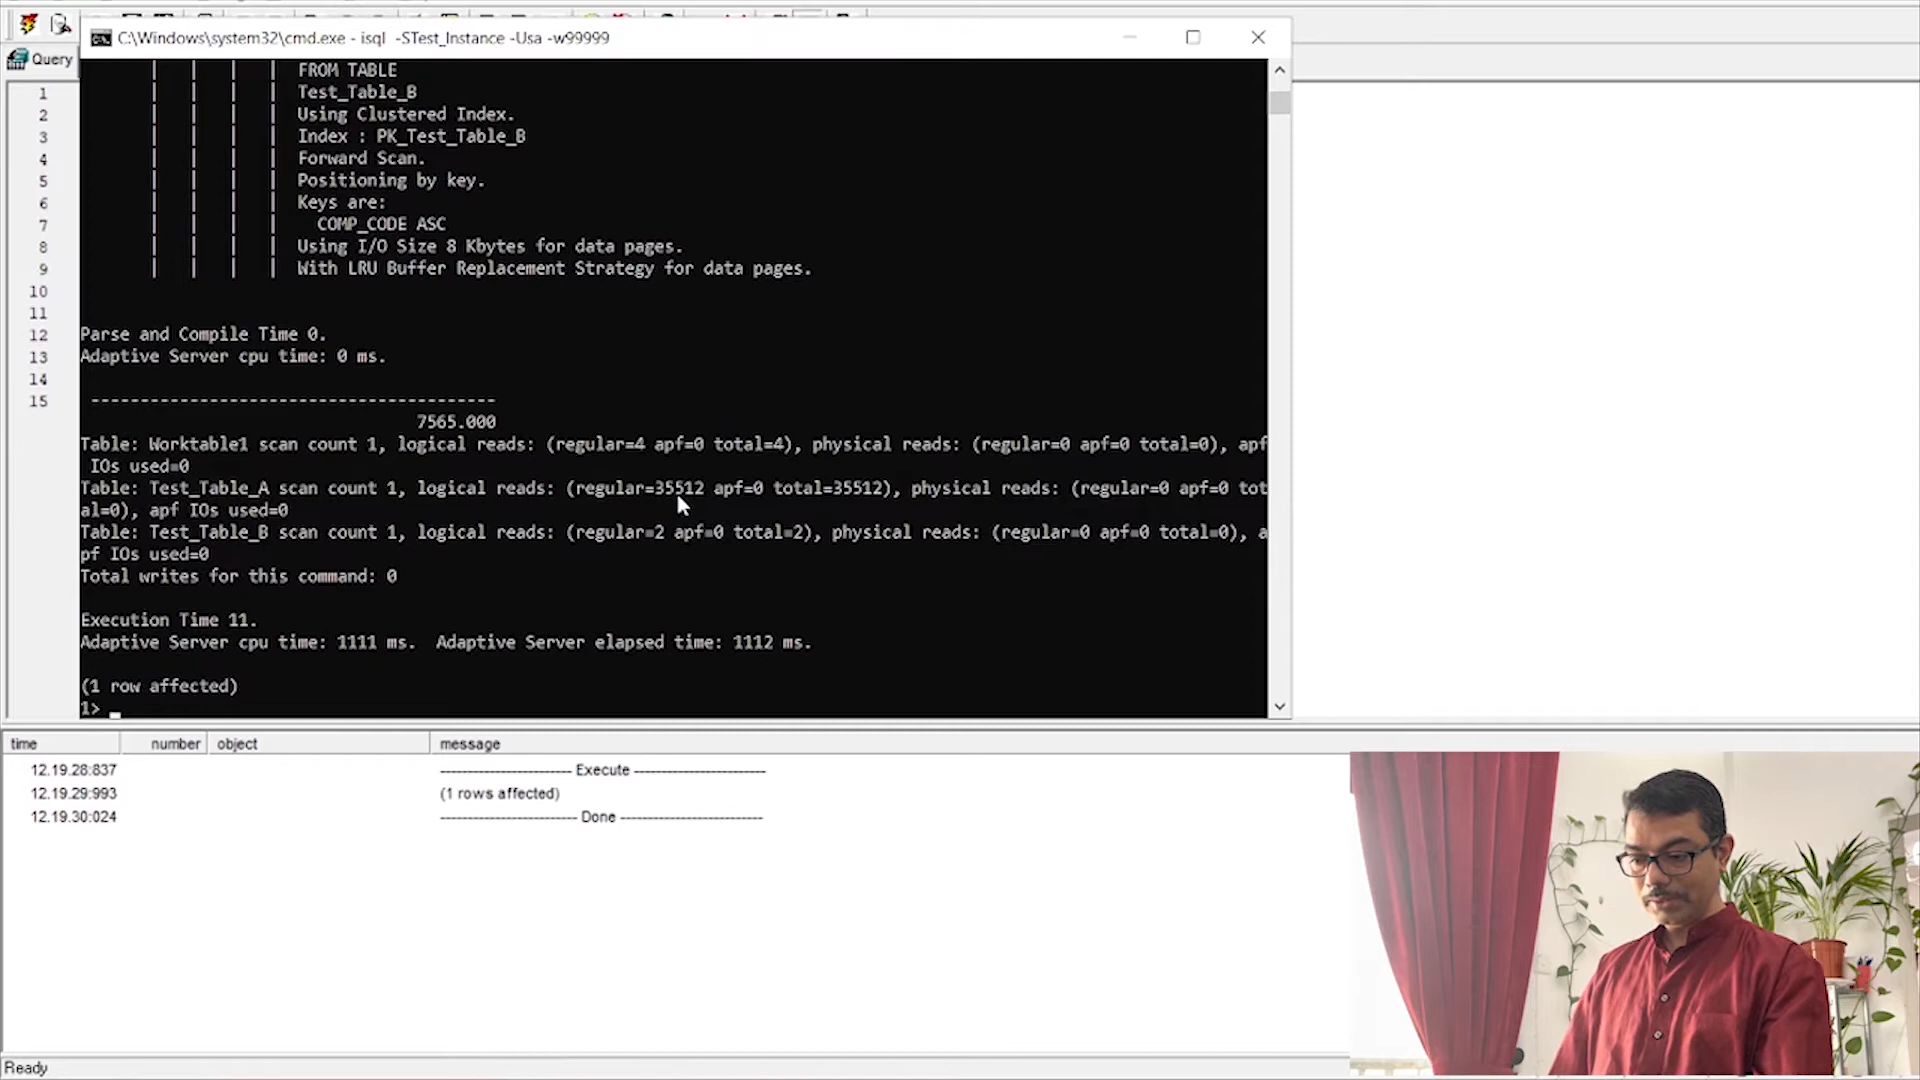 C:\Windows\system32\cmd.exe - isql -STest_Instance -Usa -w99999
Query
1
2
3
4
5
6
7
8
9
10
11
12
13
14
15
FROM TABLE
Test_Table_B
Using Clustered Index.
Index : PK_Test_Table_B
Forward Scan.
Positioning by key.
Keys are:
COMP_CODE ASC
Using I/O Size 8 Kbytes for data pages.
With LRU Buffer Replacement Strategy for data pages.
Parse and Compile Time 0.
Adaptive Server cpu time: 0 ms.
----------------------------------------
7565.000
Table: Worktable1 scan count 1, logical reads: (regular=4 apf=0 total=4), physical reads: (regular=0 apf=0 total=0), apf
IOs used=0
Table: Test_Table_A scan count 1, logical reads: (regular=35512 apf=0 total=35512), physical reads: (regular=0 apf=0 tot
al=0), apf IOs used=0
Table: Test_Table_B scan count 1, logical reads: (regular=2 apf=0 total=2), physical reads: (regular=0 apf=0 total=0), a
pf IOs used=0
Total writes for this command: 0
Execution Time 11.
Adaptive Server cpu time: 1111 ms.  Adaptive Server elapsed time: 1112 ms.
(1 row affected)
1>
time number object message
12.19.28:837 ------------------------ Execute ------------------------
12.19.29:993 (1 rows affected)
12.19.30:024 ------------------------- Done --------------------------
Ready